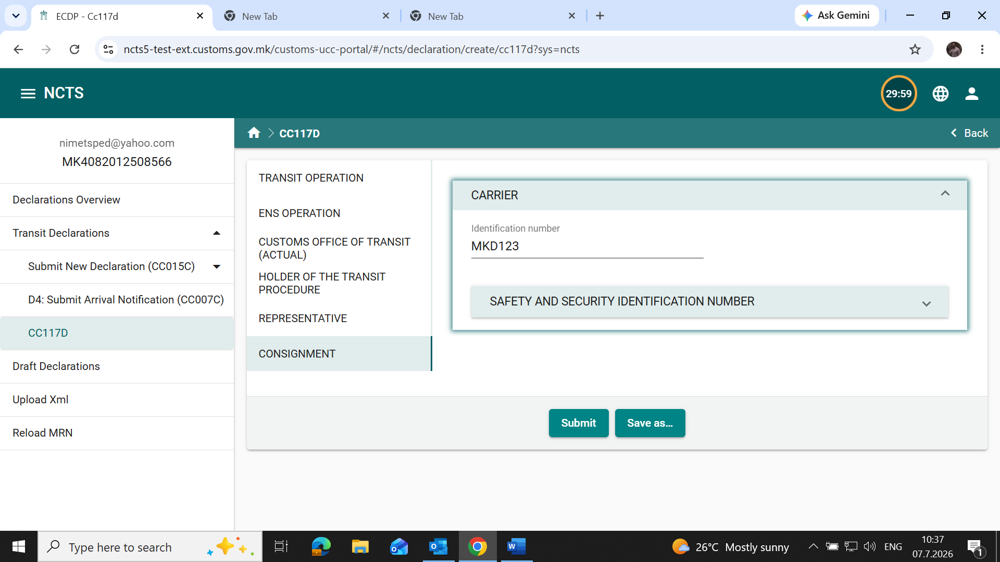 ECDP - Cc117d
New Tab
New Tab
Ask Gemini
ncts5-test-ext.customs.gov.mk/customs-ucc-portal/#/ncts/declaration/create/cc117d?sys=ncts
NCTS
29:59
nimetsped@yahoo.com
MK4082012508566
Declarations Overview
Transit Declarations
Submit New Declaration (CC015C)
D4: Submit Arrival Notification (CC007C)
CC117D
Draft Declarations
Upload Xml
Reload MRN
CC117D
Back
TRANSIT OPERATION
ENS OPERATION
CUSTOMS OFFICE OF TRANSIT
(ACTUAL)
HOLDER OF THE TRANSIT
PROCEDURE
REPRESENTATIVE
CONSIGNMENT
CARRIER
Identification number
MKD123
SAFETY AND SECURITY IDENTIFICATION NUMBER
Submit
Save as...
Type here to search
26°C Mostly sunny
ENG
10:37
07.7.2026
1